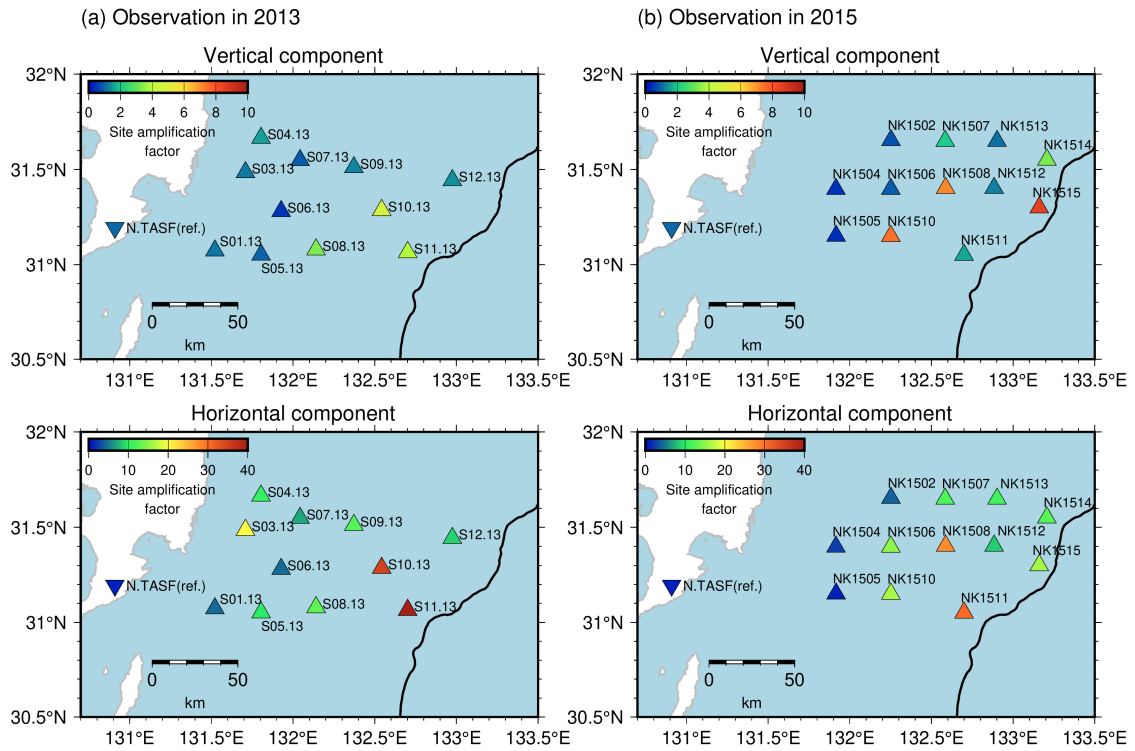 (a) Observation in 2013
Vertical component
32°N
31.5°N
31°N
30.5°N
0 2 4 6 8 10
Site amplification
factor
S04.13
S07.13
S09.13
S03.13
S12.13
S06.13
S10.13
N.TASF(ref.)
S01.13
S08.13
S11.13
S05.13
0 50
km
131°E 131.5°E 132°E 132.5°E 133°E 133.5°E
Horizontal component
32°N
31.5°N
31°N
30.5°N
0 10 20 30 40
Site amplification
factor
S04.13
S07.13
S09.13
S03.13
S12.13
S06.13
S10.13
N.TASF(ref.)
S01.13
S08.13
S11.13
S05.13
0 50
km
131°E 131.5°E 132°E 132.5°E 133°E 133.5°E
(b) Observation in 2015
Vertical component
32°N
31.5°N
31°N
30.5°N
0 2 4 6 8 10
Site amplification
factor
NK1502 NK1507 NK1513
NK1514
NK1504 NK1506 NK1508 NK1512
NK1515
N.TASF(ref.)
NK1505 NK1510
NK1511
0 50
km
131°E 131.5°E 132°E 132.5°E 133°E 133.5°E
Horizontal component
32°N
31.5°N
31°N
30.5°N
0 10 20 30 40
Site amplification
factor
NK1502 NK1507 NK1513
NK1514
NK1504 NK1506 NK1508 NK1512
NK1515
N.TASF(ref.)
NK1505 NK1510
NK1511
0 50
km
131°E 131.5°E 132°E 132.5°E 133°E 133.5°E